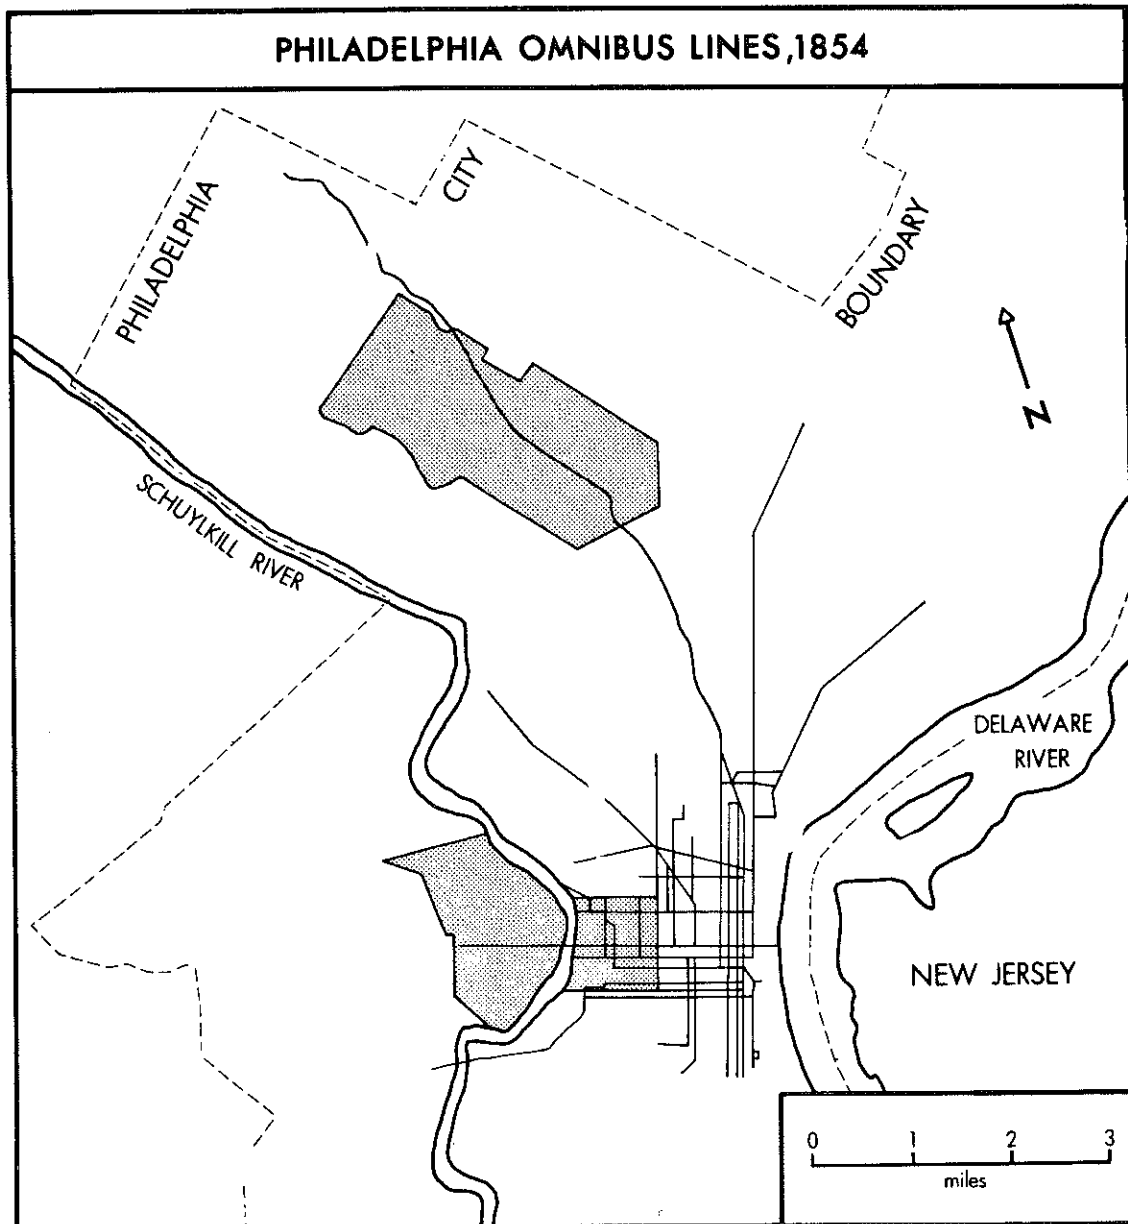 PHILADELPHIA OMNIBUS LINES, 1854
PHILADELPHIA
CITY
BOUNDARY
N
SCHUYLKILL RIVER
DELAWARE
RIVER
NEW JERSEY
0 1 2 3
miles